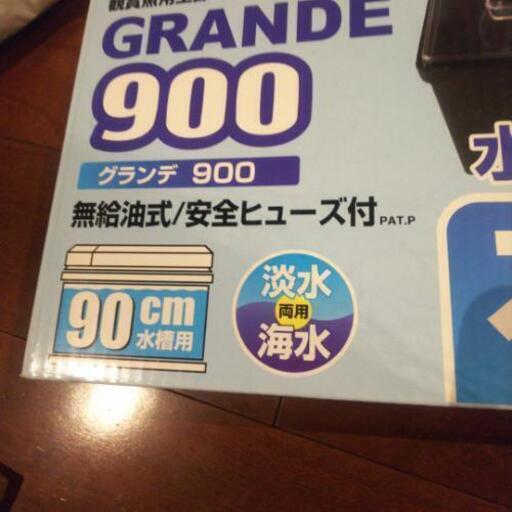 GRANDE
900
グランデ 900
無給油式/安全ヒューズ付 PAT.P
90cm
水槽用
淡水
両用
海水
水